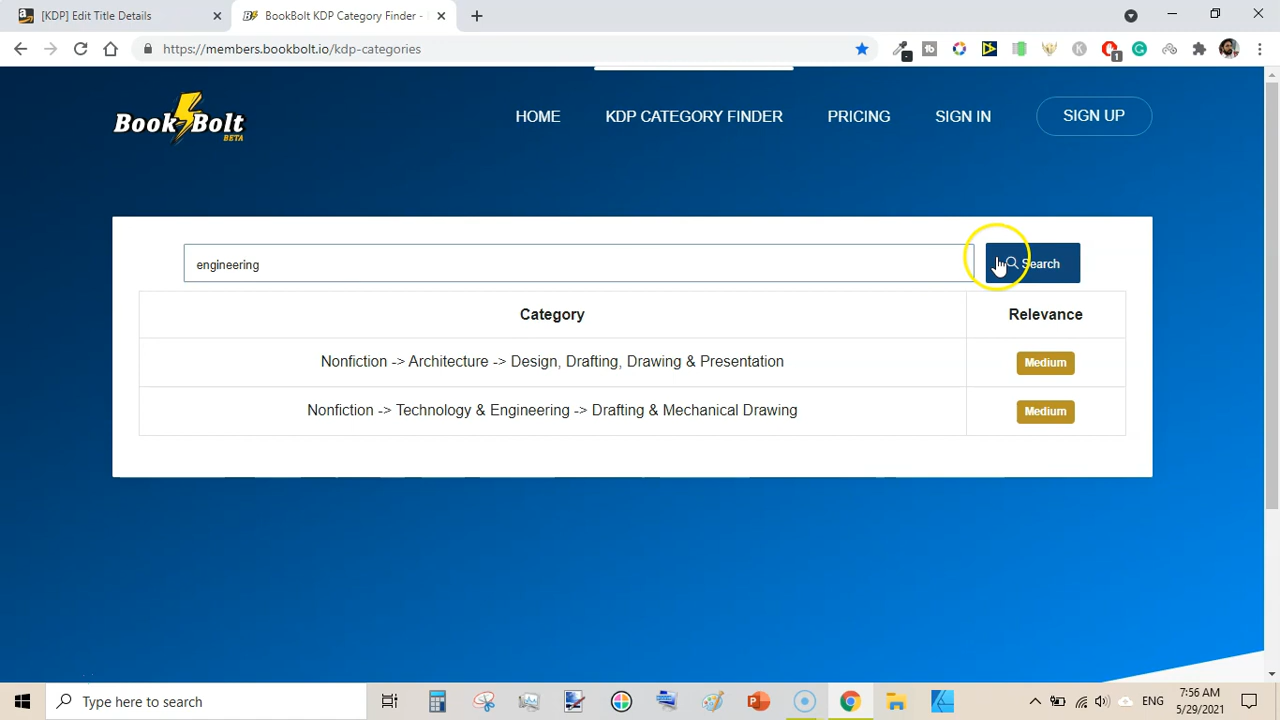 [KDP] Edit Title Details
BookBolt KDP Category Finder -
https://members.bookbolt.io/kdp-categories
1
Book Bolt
BETA
HOME
KDP CATEGORY FINDER
PRICING
SIGN IN
SIGN UP
engineering
Search
Category
Relevance
Nonfiction -> Architecture -> Design, Drafting, Drawing & Presentation
Medium
Nonfiction -> Technology & Engineering -> Drafting & Mechanical Drawing
Medium
Type here to search
ENG
7:56 AM
5/29/2021